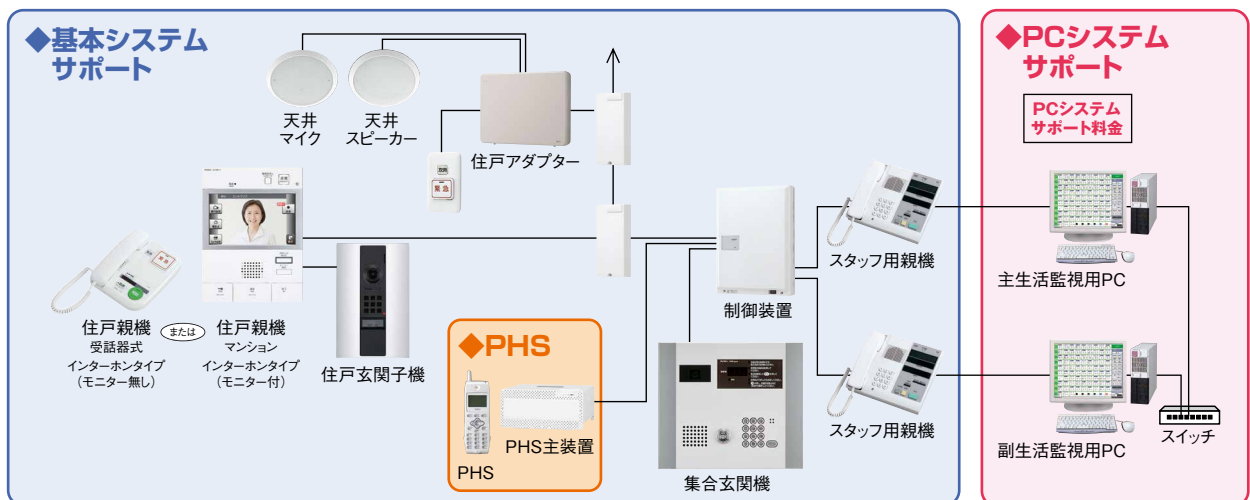 ◆基本システム
サポート
天井
マイク
天井
スピーカー
住戸アダプター
緊急
緊急
住戸親機
受話器式
インターホンタイプ
（モニター無し）
または
住戸親機
マンション
インターホンタイプ
（モニター付）
住戸玄関子機
◆PHS
PHS
PHS主装置
制御装置
集合玄関機
スタッフ用親機
スタッフ用親機
◆PCシステム
サポート
PCシステム
サポート料金
主生活監視用PC
副生活監視用PC
スイッチ